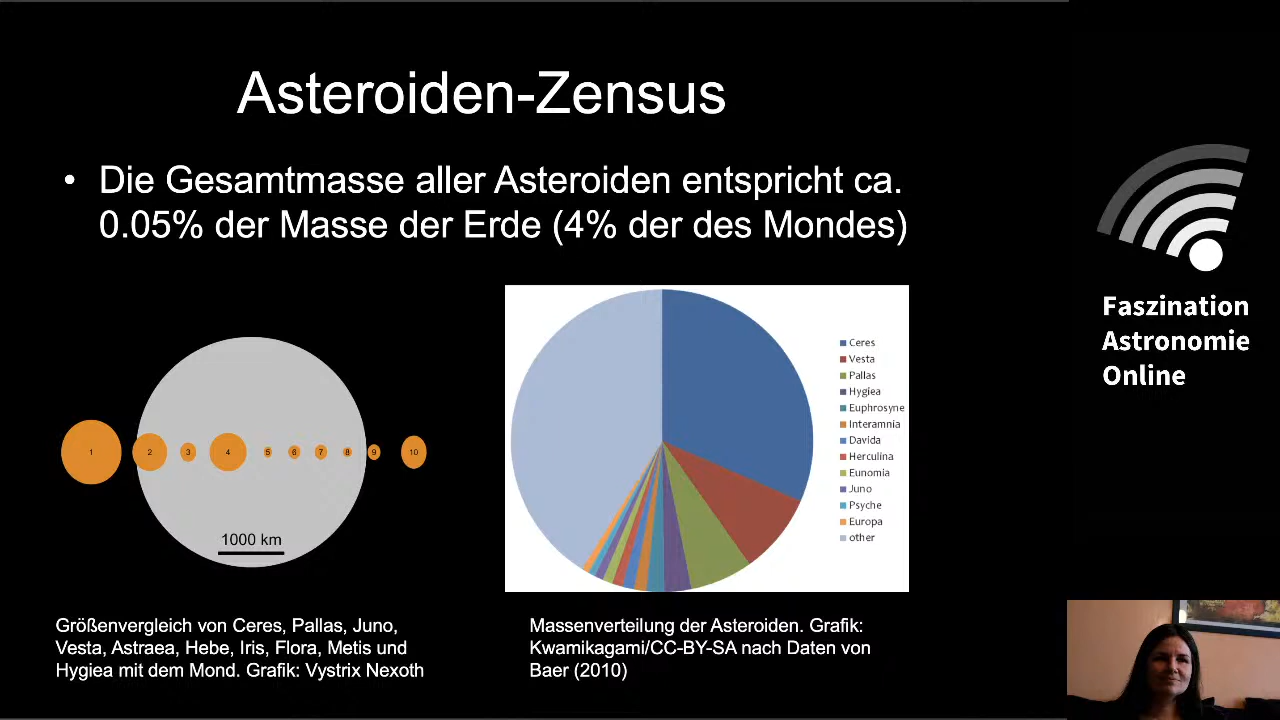 Asteroiden-Zensus
• Die Gesamtmasse aller Asteroiden entspricht ca.
0.05% der Masse der Erde (4% der des Mondes)
1 2 3 4 5 6 7 8 9 10
1000 km
Größenvergleich von Ceres, Pallas, Juno,
Vesta, Astraea, Hebe, Iris, Flora, Metis und
Hygiea mit dem Mond. Grafik: Vystrix Nexoth
Ceres
Vesta
Pallas
Hygiea
Euphrosyne
Interamnia
Davida
Herculina
Eunomia
Juno
Psyche
Europa
other
Massenverteilung der Asteroiden. Grafik:
Kwamikagami/CC-BY-SA nach Daten von
Baer (2010)
Faszination
Astronomie
Online